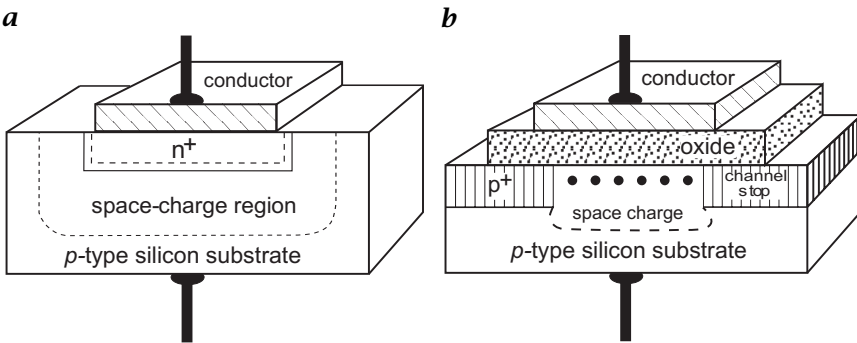 a
conductor
n+
space-charge region
p-type silicon substrate
b
conductor
oxide
p+
channel
stop
space charge
p-type silicon substrate